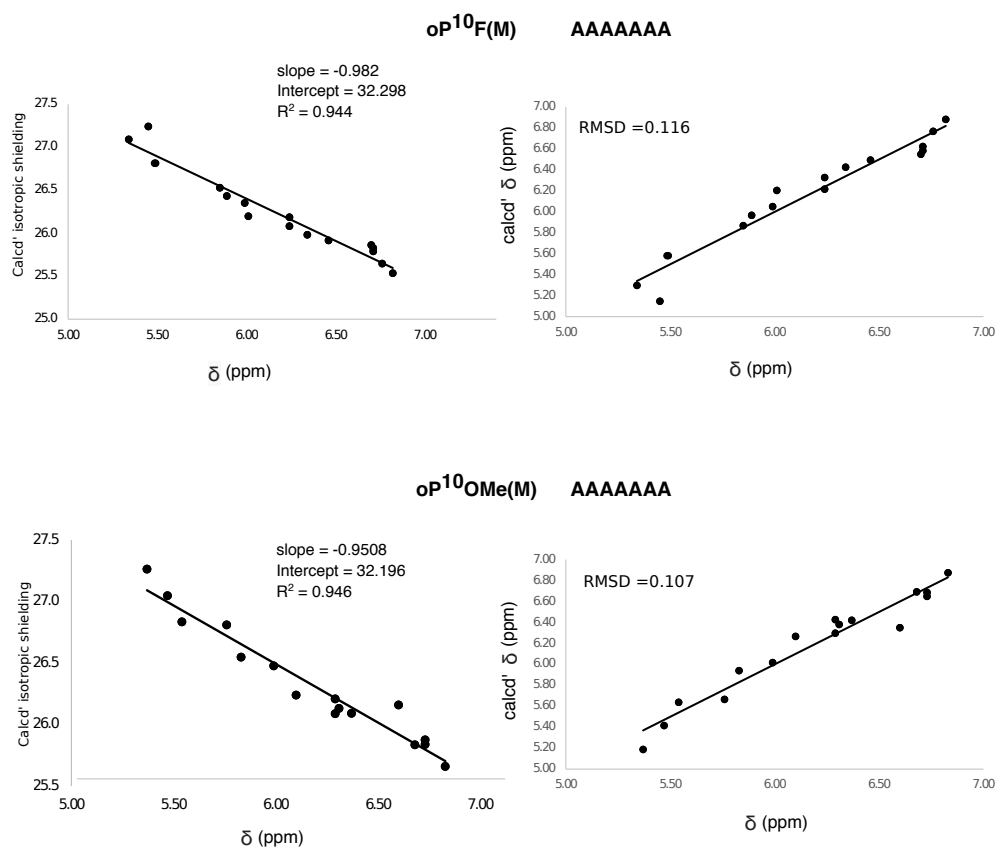 oP¹⁰F(M) AAAAAAA
slope = -0.982
Intercept = 32.298
R² = 0.944
Calcd' isotropic shielding
27.5
27.0
26.5
26.0
25.5
25.0
5.00 5.50 6.00 6.50 7.00
δ (ppm)
RMSD =0.116
calcd' δ (ppm)
7.00
6.80
6.60
6.40
6.20
6.00
5.80
5.60
5.40
5.20
5.00
5.00 5.50 6.00 6.50 7.00
δ (ppm)
oP¹⁰OMe(M) AAAAAAA
slope = -0.9508
Intercept = 32.196
R² = 0.946
Calcd' isotropic shielding
27.5
27.0
26.5
26.0
25.5
5.00 5.50 6.00 6.50 7.00
δ (ppm)
RMSD =0.107
calcd' δ (ppm)
7.00
6.80
6.60
6.40
6.20
6.00
5.80
5.60
5.40
5.20
5.00
5.00 5.50 6.00 6.50 7.00
δ (ppm)